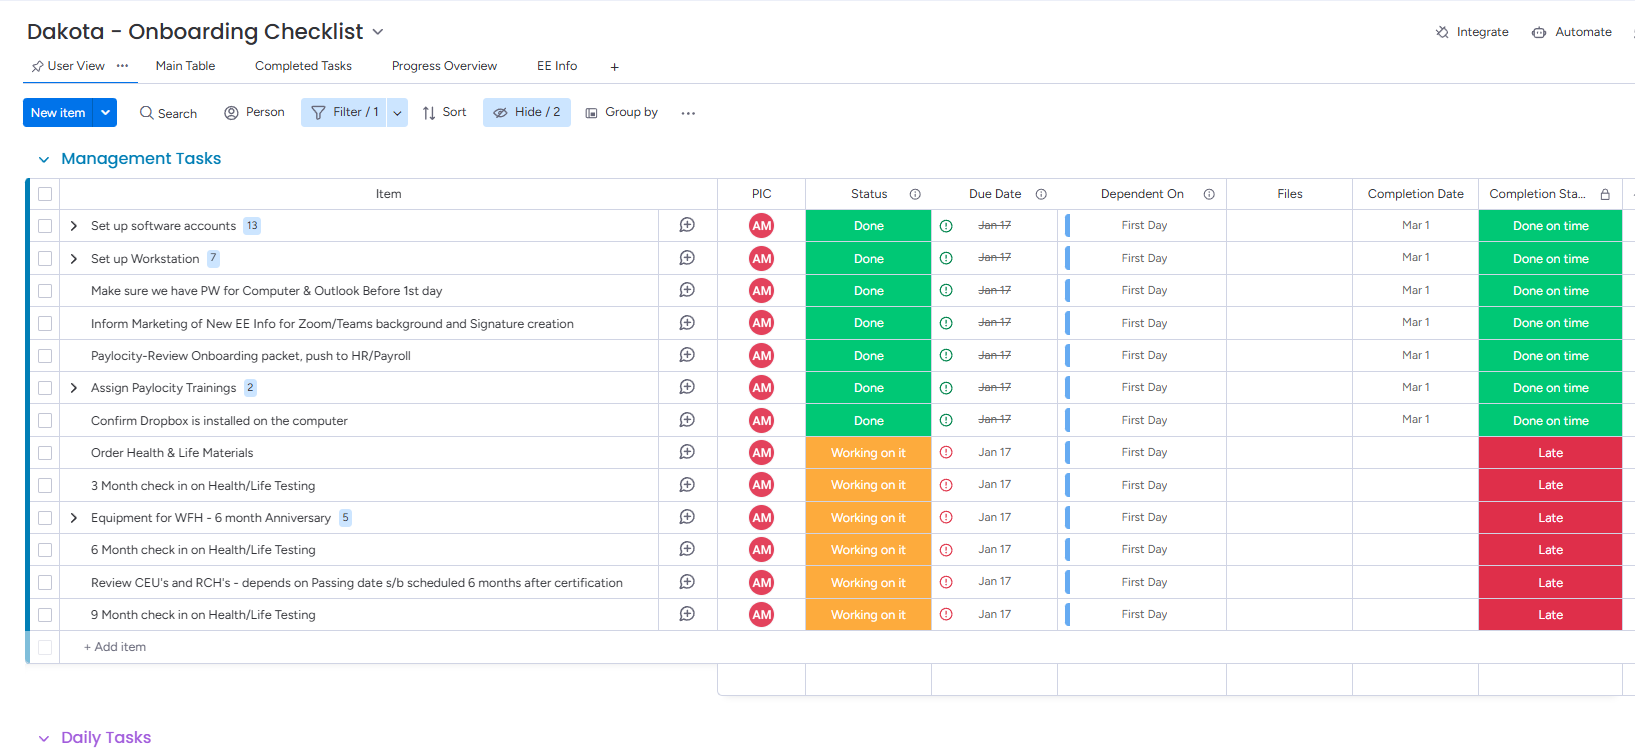 Dakota - Onboarding Checklist
Integrate
Automate
User View
Main Table
Completed Tasks
Progress Overview
EE Info
+
New item
Search
Person
Filter / 1
Sort
Hide / 2
Group by
Management Tasks
Item PIC Status Due Date Dependent On Files Completion Date Completion Sta...
Set up software accounts 13 AM Done Jan 17 First Day Mar 1 Done on time
Set up Workstation 7 AM Done Jan 17 First Day Mar 1 Done on time
Make sure we have PW for Computer & Outlook Before 1st day AM Done Jan 17 First Day Mar 1 Done on time
Inform Marketing of New EE Info for Zoom/Teams background and Signature creation AM Done Jan 17 First Day Mar 1 Done on time
Paylocity-Review Onboarding packet, push to HR/Payroll AM Done Jan 17 First Day Mar 1 Done on time
Assign Paylocity Trainings 2 AM Done Jan 17 First Day Mar 1 Done on time
Confirm Dropbox is installed on the computer AM Done Jan 17 First Day Mar 1 Done on time
Order Health & Life Materials AM Working on it Jan 17 First Day Late
3 Month check in on Health/Life Testing AM Working on it Jan 17 First Day Late
Equipment for WFH - 6 month Anniversary 5 AM Working on it Jan 17 First Day Late
6 Month check in on Health/Life Testing AM Working on it Jan 17 First Day Late
Review CEU's and RCH's - depends on Passing date s/b scheduled 6 months after certification AM Working on it Jan 17 First Day Late
9 Month check in on Health/Life Testing AM Working on it Jan 17 First Day Late
+ Add item
Daily Tasks